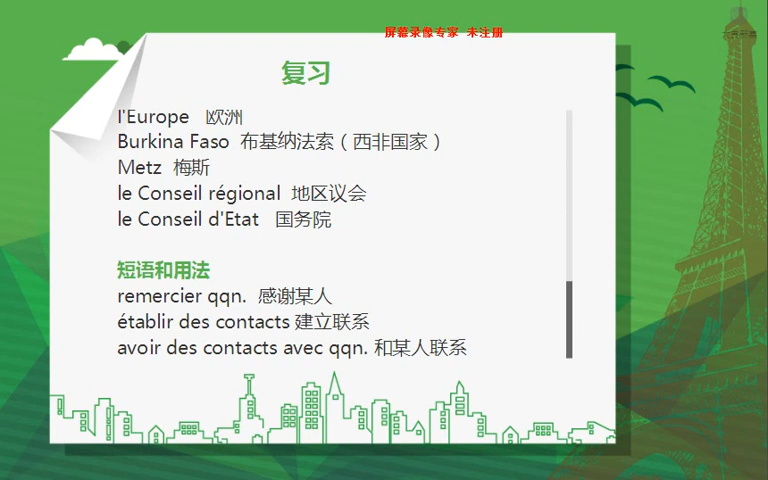 屏幕录像专家 未注册
复习
l'Europe 欧洲
Burkina Faso 布基纳法索（西非国家）
Metz 梅斯
le Conseil régional 地区议会
le Conseil d'Etat 国务院
短语和用法
remercier qqn. 感谢某人
établir des contacts 建立联系
avoir des contacts avec qqn. 和某人联系